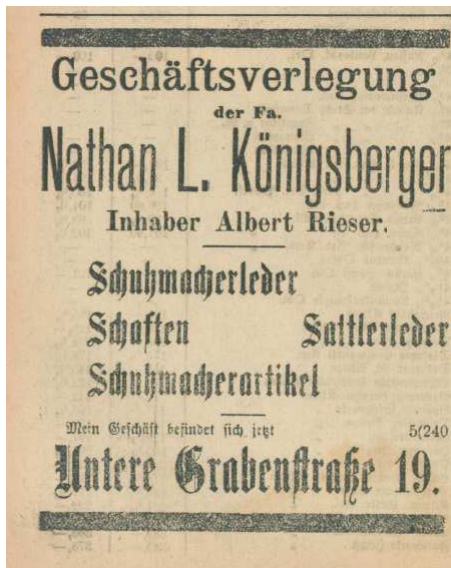 Geschäftsverlegung
der Fa.
Nathan L. Königsberger
Inhaber Albert Rieser.
Schuhmacherleder
Schaften Sattlerleder
Schuhmacherartikel
Mein Geschäft befindet sich jetzt 5(240
Untere Grabenstraße 19.